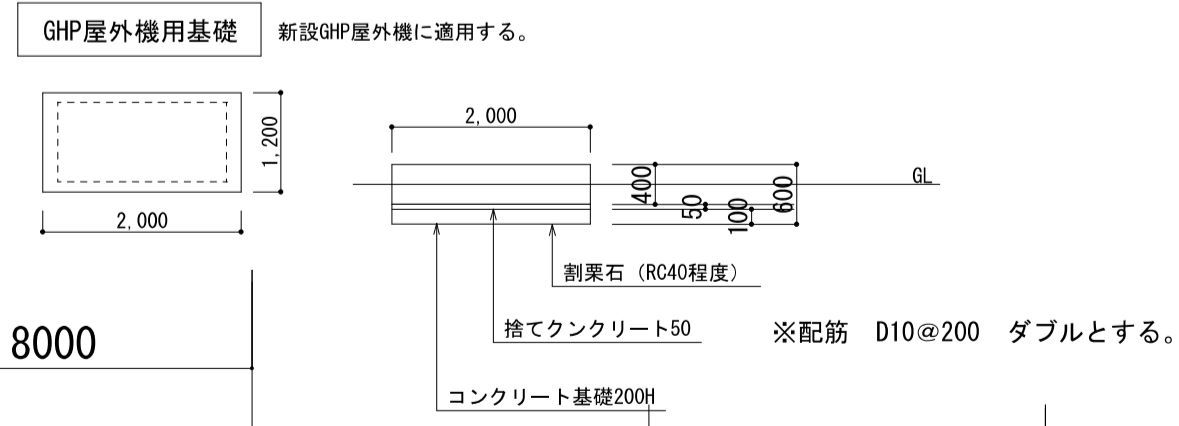 GHP屋外機用基礎 新設GHP屋外機に適用する。
2,000
1,200
GL
400
600
50
100
2,000
割栗石（RC40程度）
捨てクンクリート50
※配筋 D10@200 ダブルとする。
8000
コンクリート基礎200H